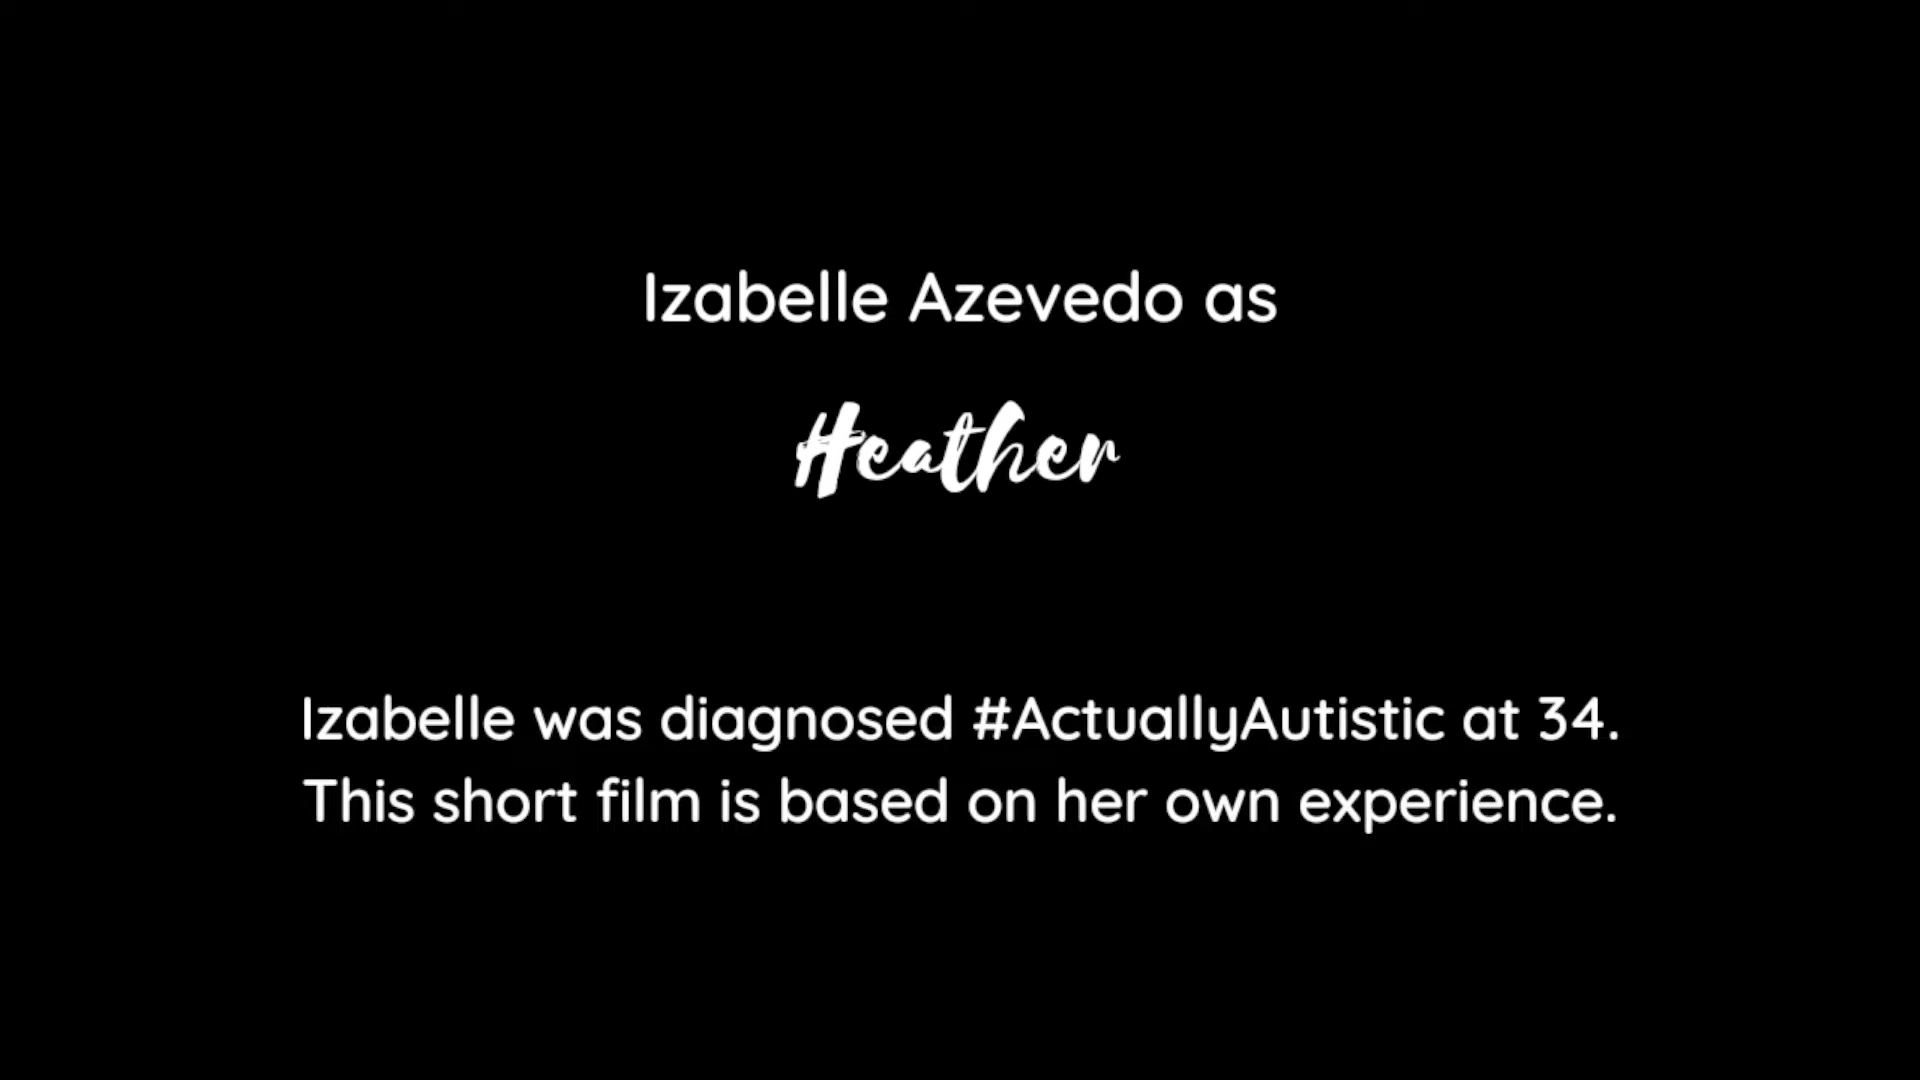 Izabelle Azevedo as
Heather
Izabelle was diagnosed #ActuallyAutistic at 34.
This short film is based on her own experience.